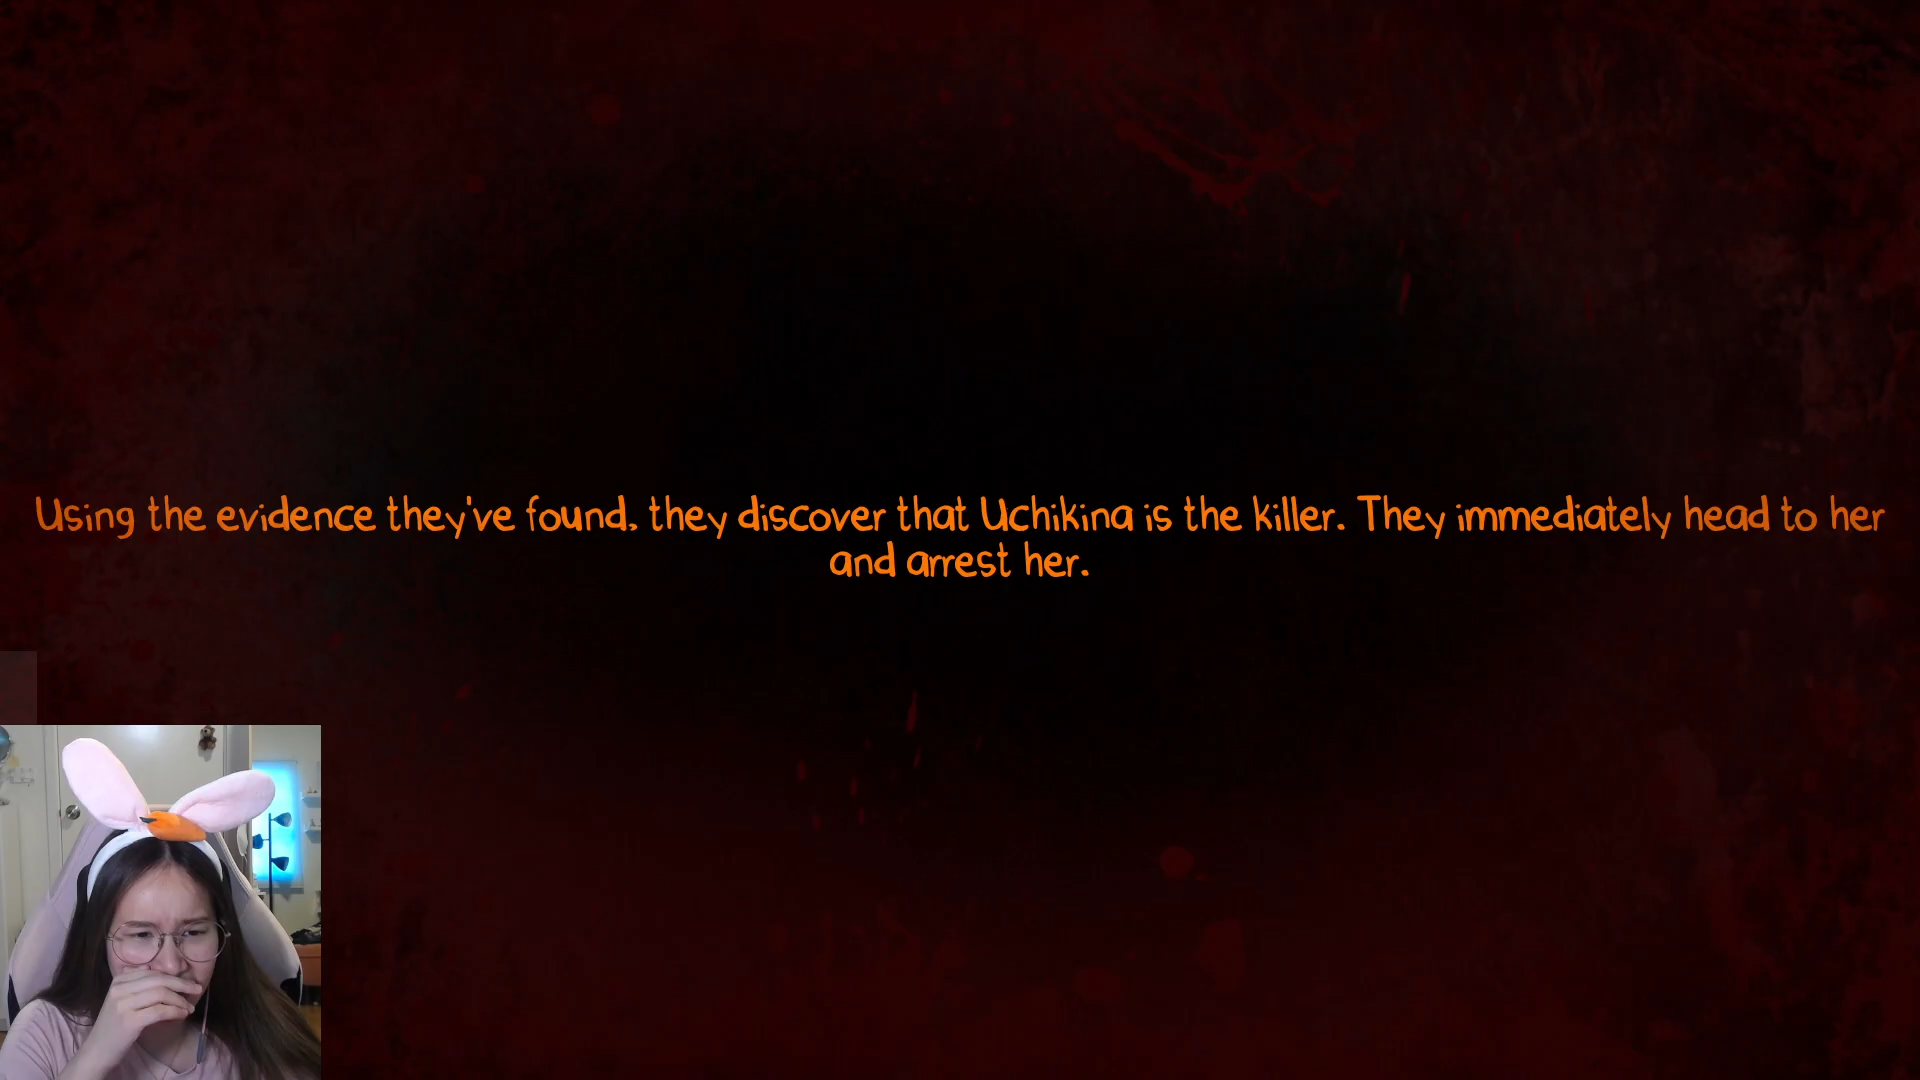 Using the evidence they've found, they discover that Uchikina is the killer. They immediately head to her
and arrest her.